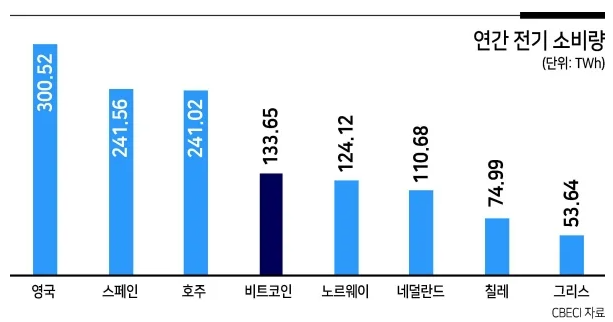 연간 전기 소비량
(단위: TWh)
300.52
241.56
241.02
133.65
124.12
110.68
74.99
53.64
영국 스페인 호주 비트코인 노르웨이 네덜란드 칠레 그리스
CBECI 자료